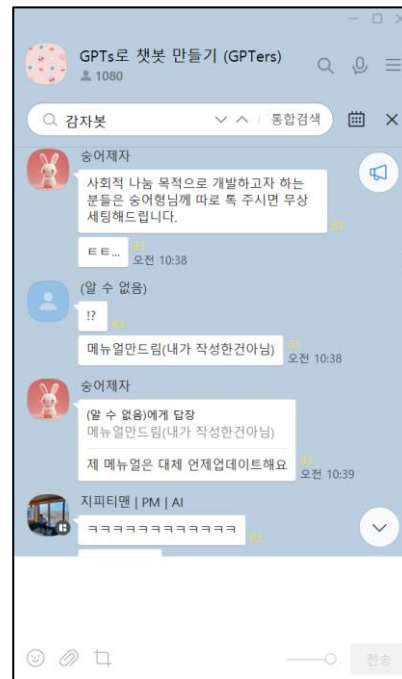 GPTs로 챗봇 만들기 (GPTers)
1080
감자봇
통합검색
숭어제자
사회적 나눔 목적으로 개발하고자 하는
분들은 숭어형님께 따로 톡 주시면 무상
세팅해드립니다.
83
ㅌㅌ...
83
오전 10:38
(알 수 없음)
!?
83
메뉴얼만드림(내가 작성한건아님)
83
오전 10:38
숭어제자
(알 수 없음)에게 답장
메뉴얼만드림(내가 작성한건아님)
제 메뉴얼은 대체 언제업데이트해요
오전 10:39
지피티맨 | PM | AI
ㅋㅋㅋㅋㅋㅋㅋㅋㅋㅋㅋㅋ
전송